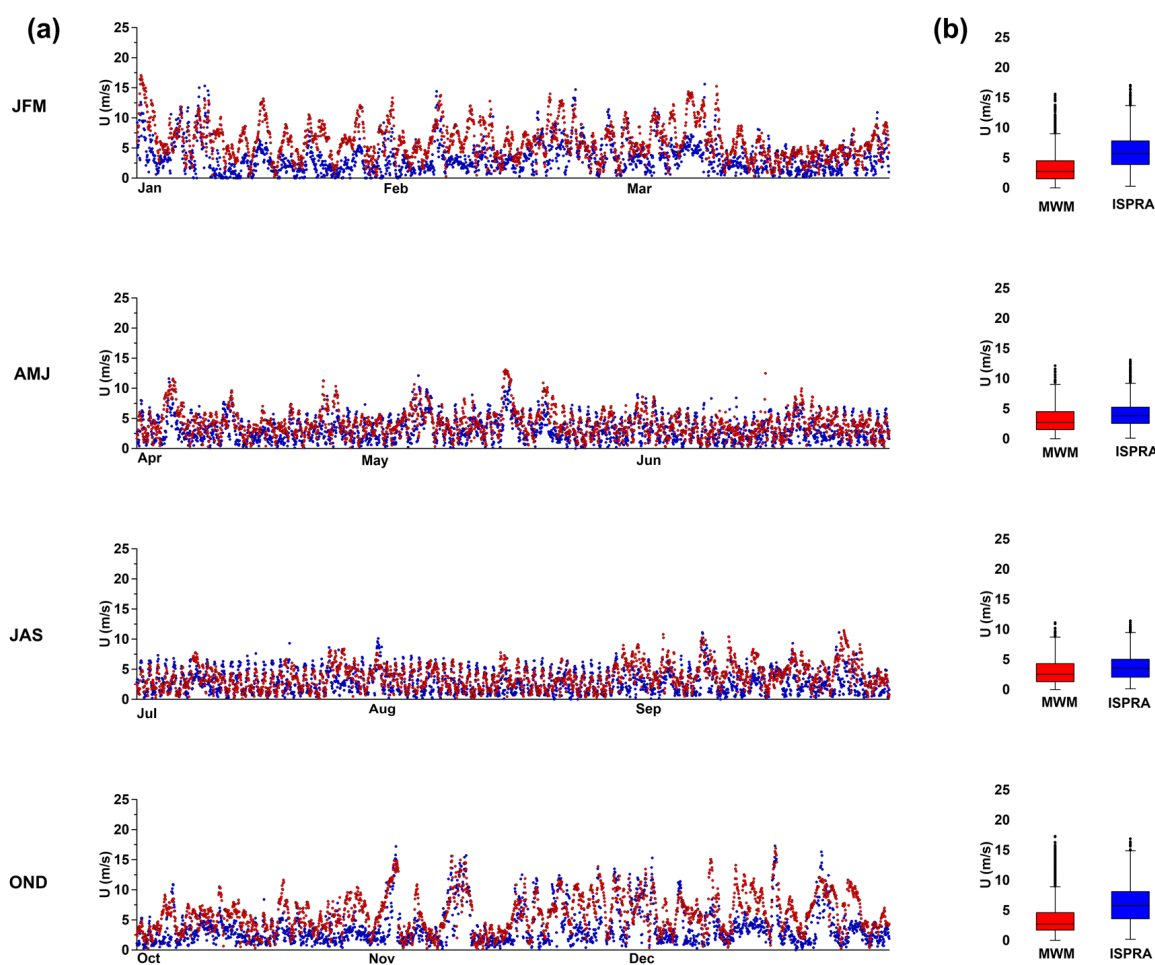 (a)
(b)
JFM
U (m/s)
25
20
15
10
5
0
Jan
Feb
Mar
U (m/s)
25
20
15
10
5
0
MWM
ISPRA
AMJ
U (m/s)
25
20
15
10
5
0
Apr
May
Jun
U (m/s)
25
20
15
10
5
0
MWM
ISPRA
JAS
U (m/s)
25
20
15
10
5
0
Jul
Aug
Sep
U (m/s)
25
20
15
10
5
0
MWM
ISPRA
OND
U (m/s)
25
20
15
10
5
0
Oct
Nov
Dec
U (m/s)
25
20
15
10
5
0
MWM
ISPRA